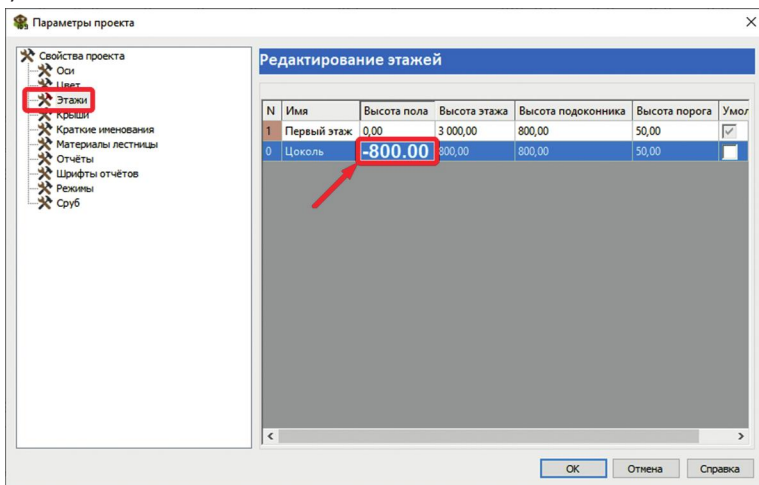 Параметры проекта
Свойства проекта
Оси
Цвет
Этажи
Крыши
Краткие именования
Материалы лестницы
Отчёты
Шрифты отчётов
Режимы
Сруб
Редактирование этажей
N Имя Высота пола Высота этажа Высота подоконника Высота порога Умол
1 Первый этаж 0,00 3 000,00 800,00 50,00
0 Цоколь -800.00 800,00 800,00 50,00
ОК Отмена Справка